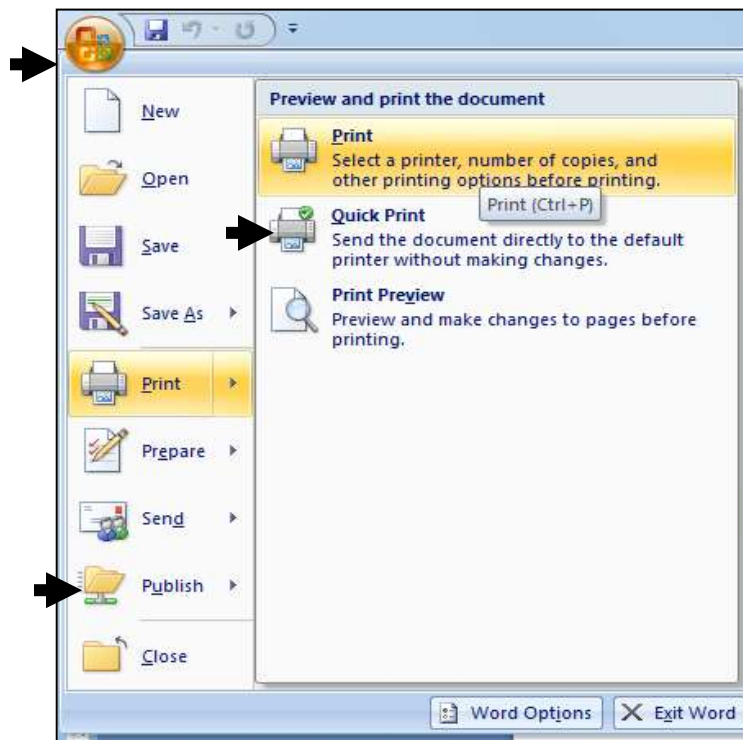 New
Open
Save
Save As
Print
Prepare
Send
Publish
Close
Preview and print the document
Print
Select a printer, number of copies, and
other printing options before printing.
Print (Ctrl+P)
Quick Print
Send the document directly to the default
printer without making changes.
Print Preview
Preview and make changes to pages before
printing.
Word Options
Exit Word